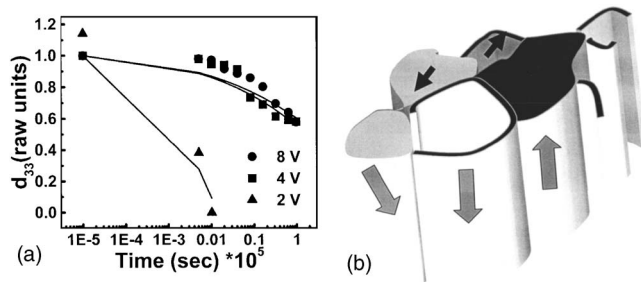 d33(raw units)
1.2
1.0
0.8
0.6
0.4
0.2
0.0
8 V
4 V
2 V
1E-5
1E-4
1E-3
0.01
0.1
1
Time (sec) *10^5
(a)
(b)